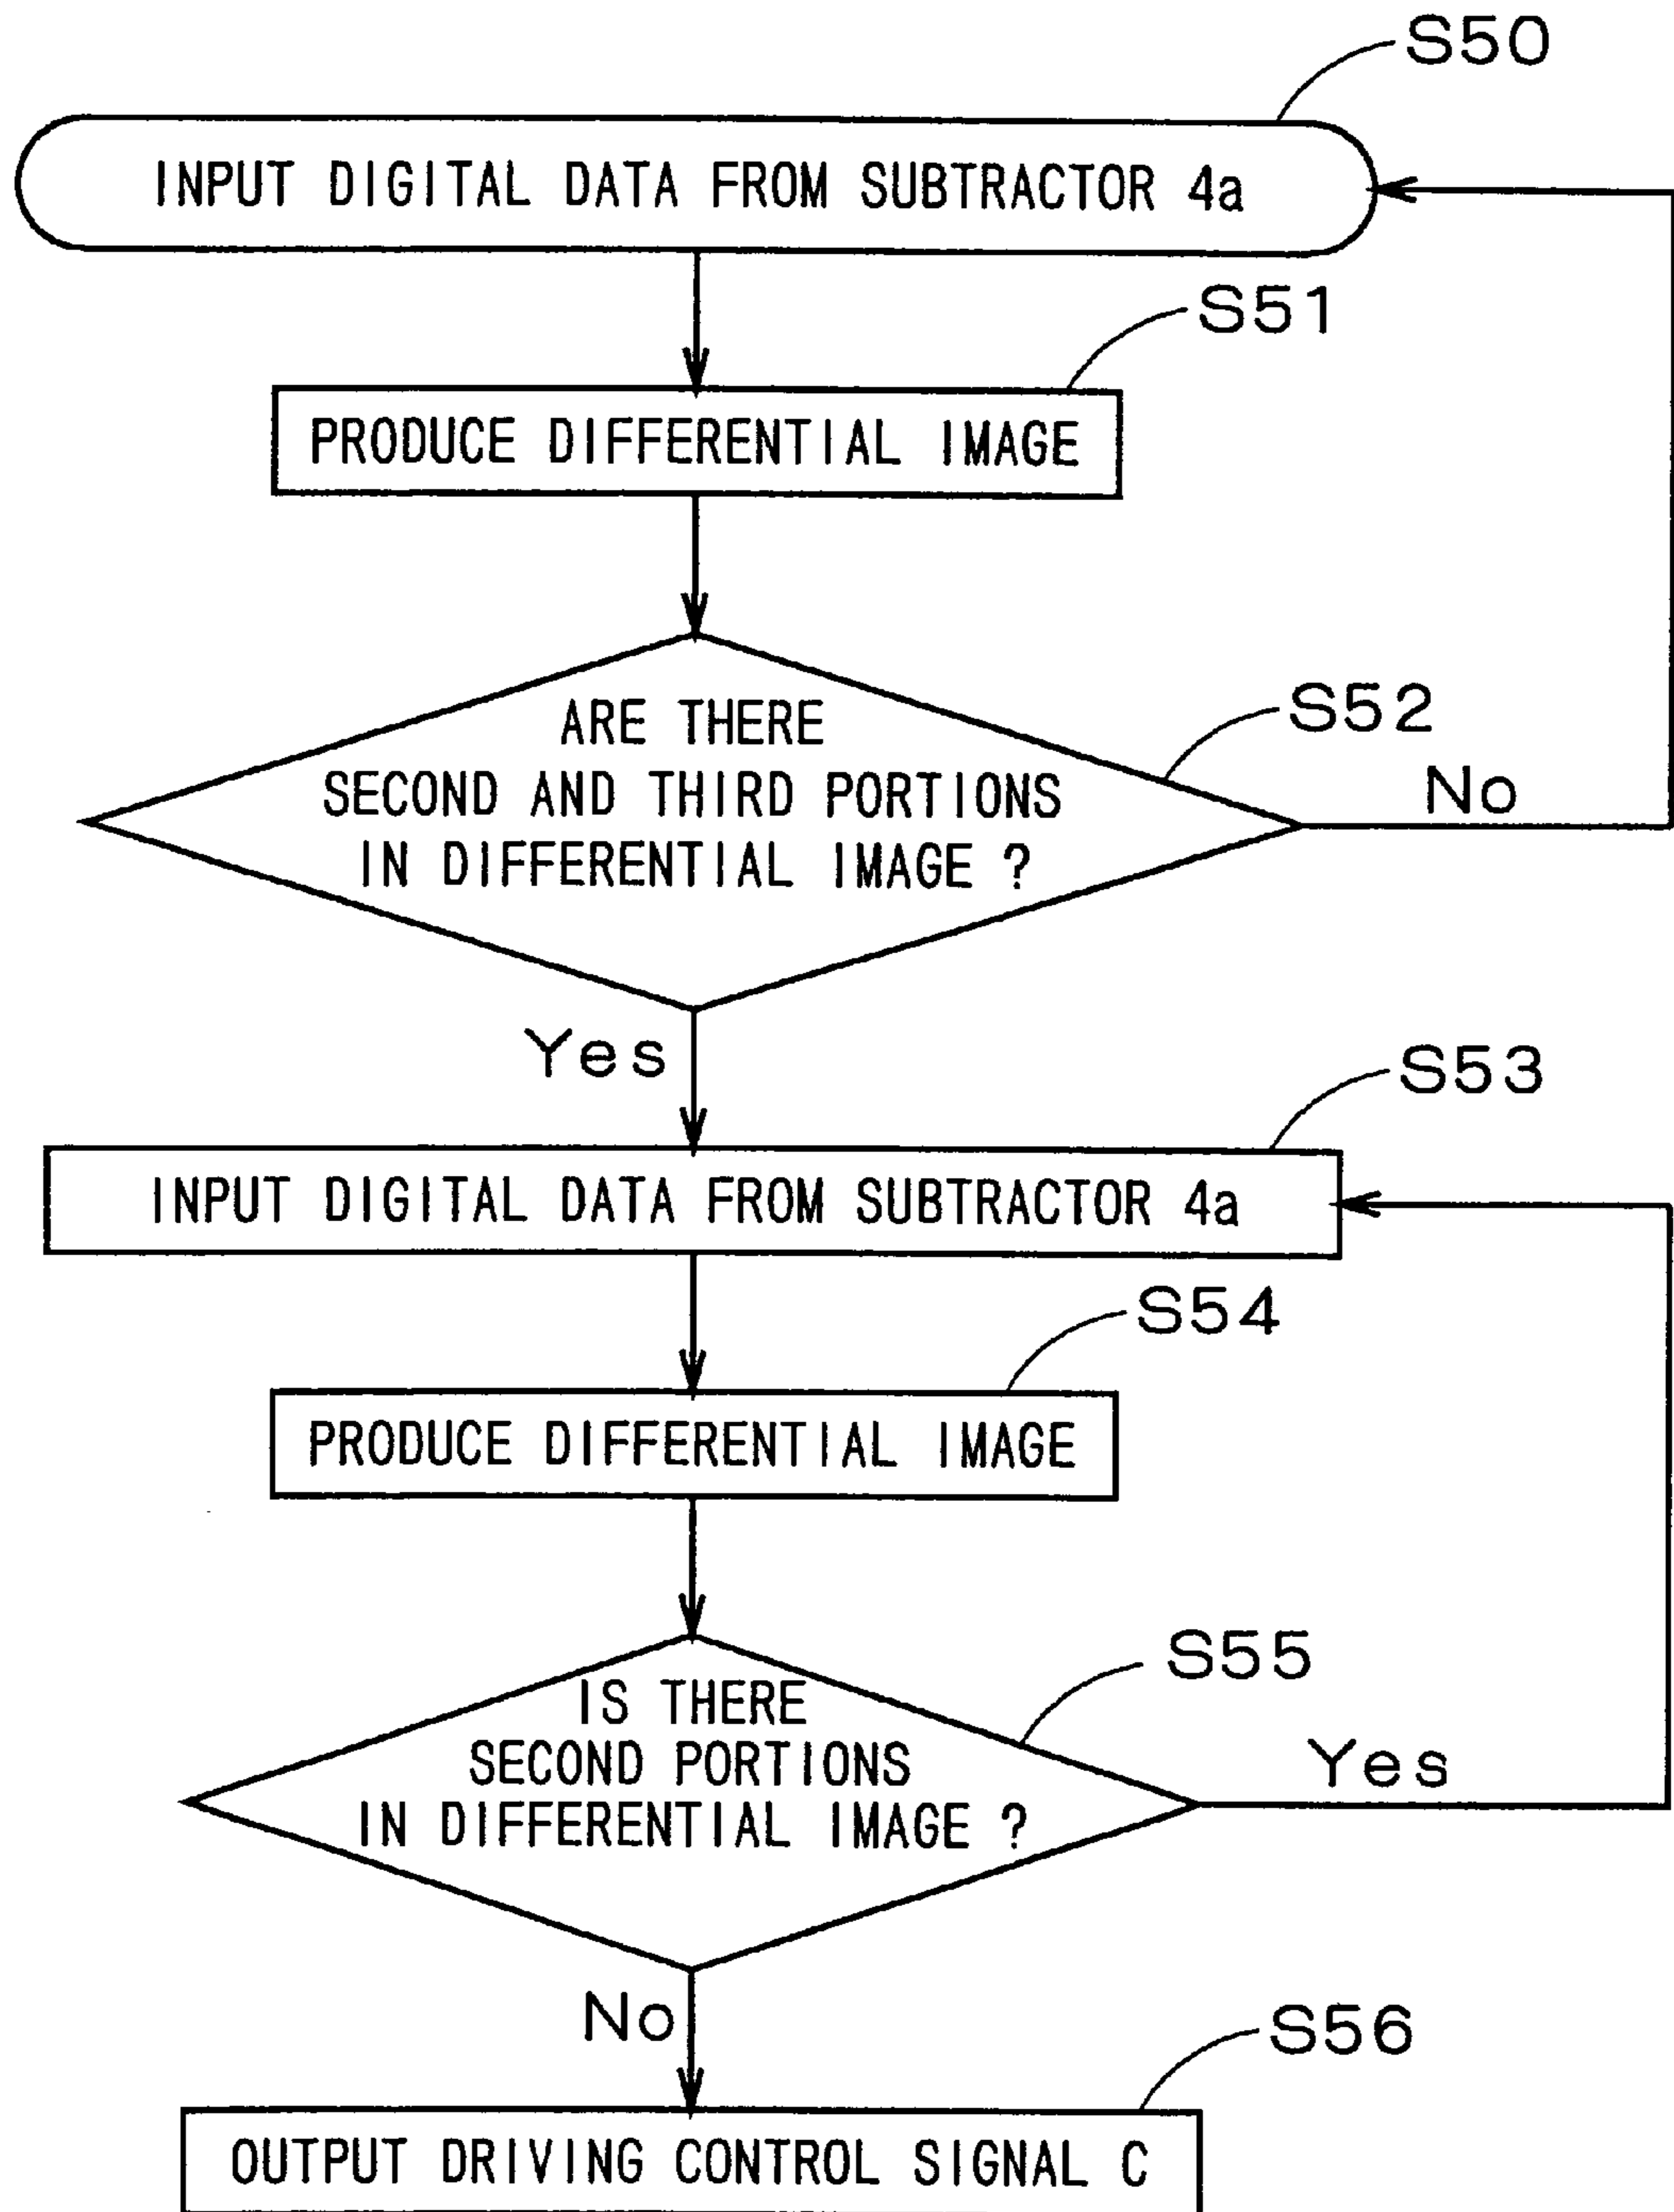 S50
INPUT DIGITAL DATA FROM SUBTRACTOR 4a
S51
PRODUCE DIFFERENTIAL IMAGE
S52
ARE THERE
SECOND AND THIRD PORTIONS
IN DIFFERENTIAL IMAGE ?
No
Yes
S53
INPUT DIGITAL DATA FROM SUBTRACTOR 4a
S54
PRODUCE DIFFERENTIAL IMAGE
S55
IS THERE
SECOND PORTIONS
IN DIFFERENTIAL IMAGE ?
Yes
No
S56
OUTPUT DRIVING CONTROL SIGNAL C